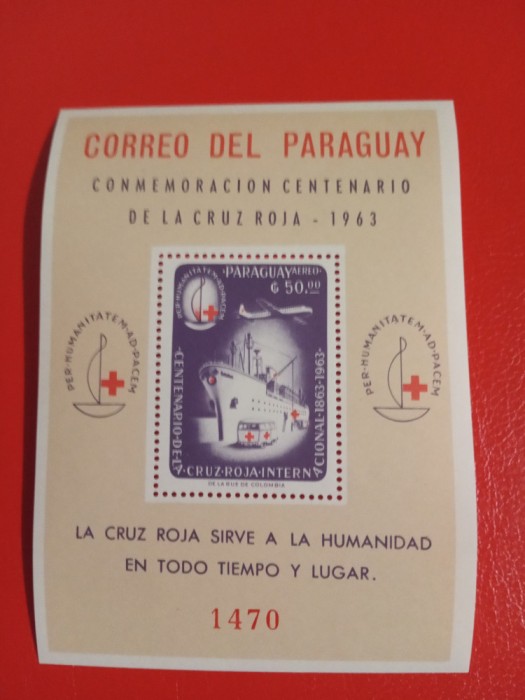 CORREO DEL PARAGUAY
CONMEMORACION CENTENARIO
DE LA CRUZ ROJA - 1963
PER·HUMANITATEM·AD·PACEM
PER·HUMANITATEM·AD·PACEM
·PARAGUAY AEREO·
₲ 50.00
·CENTENARIO·DE·LA·CRUZ·ROJA·INTERNACIONAL·1863·1963·
DE LA RUE DE COLOMBIA
PER·HUMANITATEM·AD·PACEM
LA CRUZ ROJA SIRVE A LA HUMANIDAD
EN TODO TIEMPO Y LUGAR.
1470